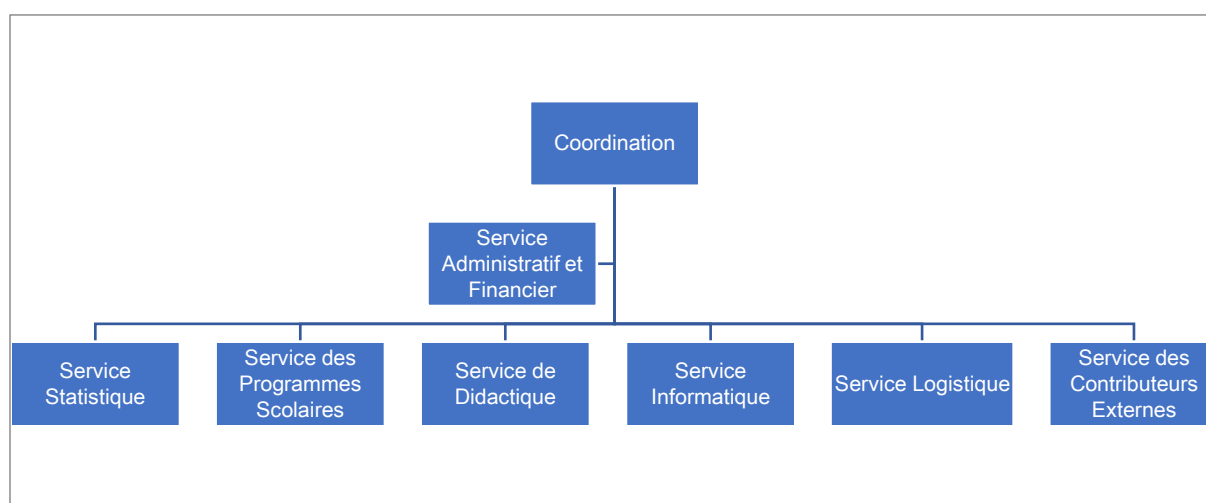 Coordination
Service
Administratif et
Financier
Service
Statistique
Service des
Programmes
Scolaires
Service de
Didactique
Service
Informatique
Service Logistique
Service des
Contributeurs
Externes